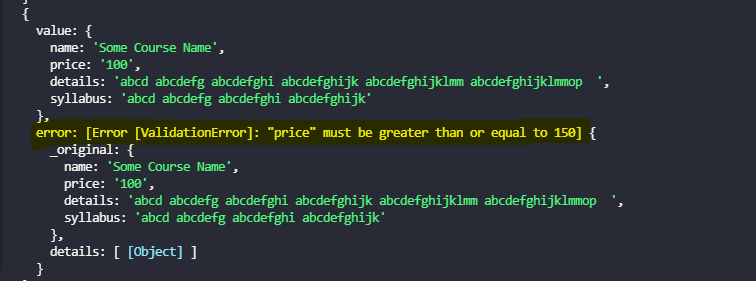 {
value: {
name: 'Some Course Name',
price: '100',
details: 'abcd abcdefg abcdefghi abcdefghijk abcdefghijklmm abcdefghijklmmop  ',
syllabus: 'abcd abcdefg abcdefghi abcdefghijk'
},
error: [Error [ValidationError]: "price" must be greater than or equal to 150] {
_original: {
name: 'Some Course Name',
price: '100',
details: 'abcd abcdefg abcdefghi abcdefghijk abcdefghijklmm abcdefghijklmmop  ',
syllabus: 'abcd abcdefg abcdefghi abcdefghijk'
},
details: [ [Object] ]
}